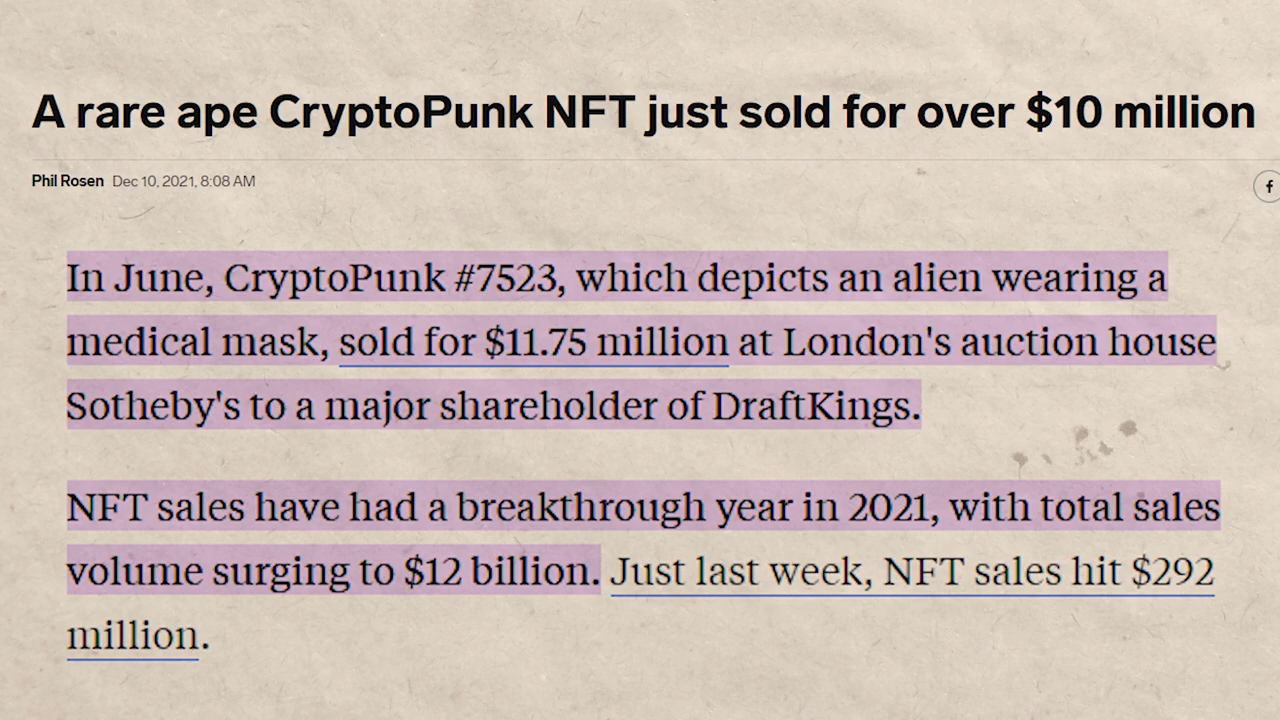 A rare ape CryptoPunk NFT just sold for over $10 million
Phil Rosen Dec 10, 2021, 8:08 AM
f
In June, CryptoPunk #7523, which depicts an alien wearing a
medical mask, sold for $11.75 million at London's auction house
Sotheby's to a major shareholder of DraftKings.
NFT sales have had a breakthrough year in 2021, with total sales
volume surging to $12 billion. Just last week, NFT sales hit $292
million.